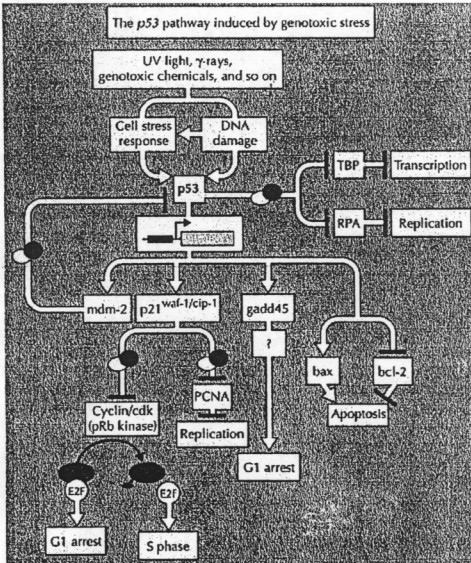 The p53 pathway induced by genotoxic stress
UV light, γ-rays,
genotoxic chemicals, and so on
Cell stress
response
DNA
damage
p53
TBP
Transcription
RPA
Replication
mdm-2
p21waf-1/cip-1
gadd45
?
bax
bcl-2
PCNA
Cyclin/cdk
(pRb kinase)
Replication
Apoptosis
G1 arrest
E2F
E2F
G1 arrest
S phase